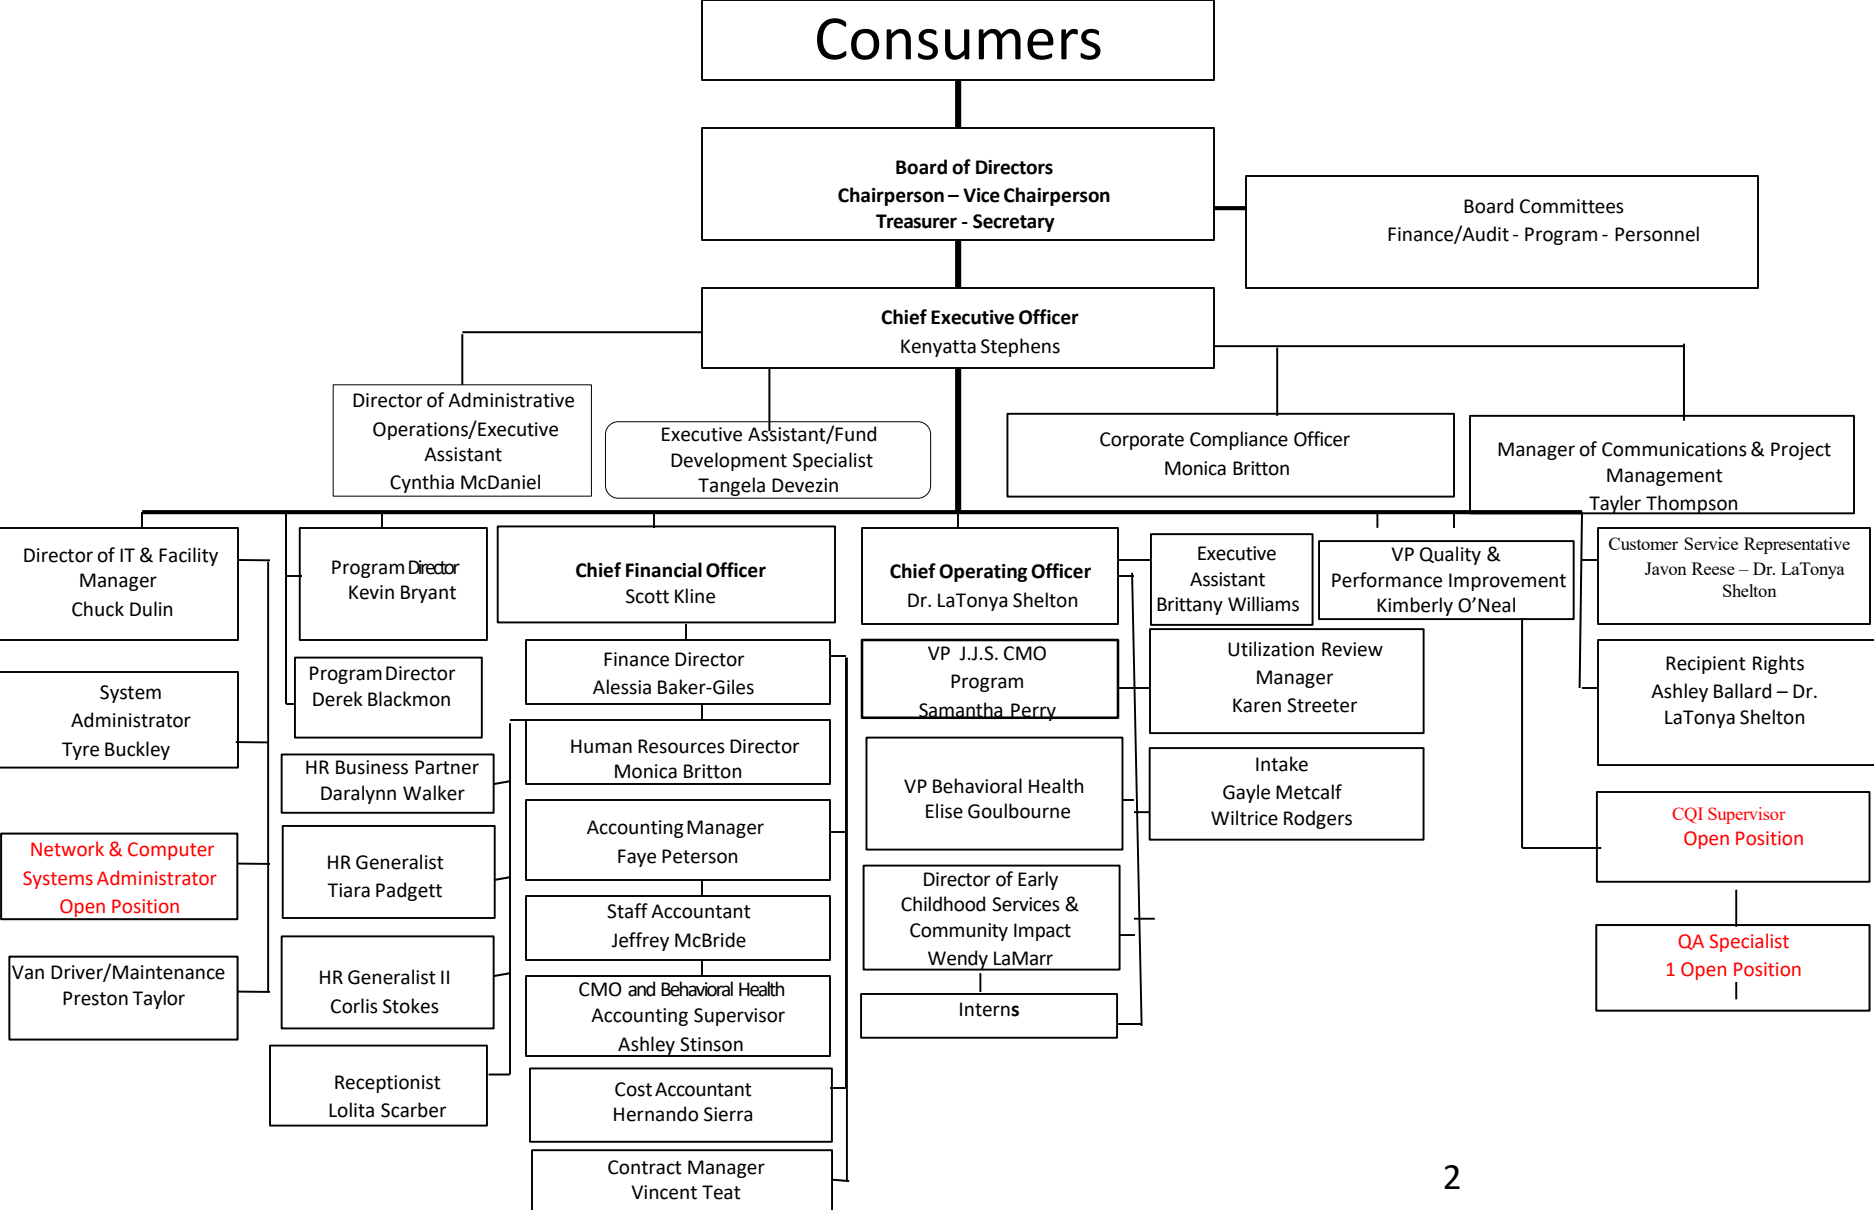 Consumers
Board of Directors
Chairperson – Vice Chairperson
Treasurer - Secretary
Board Committees
Finance/Audit - Program - Personnel
Chief Executive Officer
Kenyatta Stephens
Director of Administrative
Operations/Executive
Assistant
Cynthia McDaniel
Executive Assistant/Fund
Development Specialist
Tangela Devezin
Corporate Compliance Officer
Monica Britton
Manager of Communications & Project
Management
Tayler Thompson
Director of IT & Facility
Manager
Chuck Dulin
Program Director
Kevin Bryant
Chief Financial Officer
Scott Kline
Chief Operating Officer
Dr. LaTonya Shelton
Executive
Assistant
Brittany Williams
VP Quality &
Performance Improvement
Kimberly O’Neal
Customer Service Representative
Javon Reese – Dr. LaTonya
Shelton
System
Administrator
Tyre Buckley
Program Director
Derek Blackmon
Finance Director
Alessia Baker-Giles
VP J.J.S. CMO
Program
Samantha Perry
Utilization Review
Manager
Karen Streeter
Recipient Rights
Ashley Ballard – Dr.
LaTonya Shelton
HR Business Partner
Daralynn Walker
Human Resources Director
Monica Britton
VP Behavioral Health
Elise Goulbourne
Intake
Gayle Metcalf
Wiltrice Rodgers
CQI Supervisor
Open Position
Network & Computer
Systems Administrator
Open Position
HR Generalist
Tiara Padgett
Accounting Manager
Faye Peterson
Director of Early
Childhood Services &
Community Impact
Wendy LaMarr
Staff Accountant
Jeffrey McBride
QA Specialist
1 Open Position
Van Driver/Maintenance
Preston Taylor
HR Generalist II
Corlis Stokes
CMO and Behavioral Health
Accounting Supervisor
Ashley Stinson
Interns
Receptionist
Lolita Scarber
Cost Accountant
Hernando Sierra
Contract Manager
Vincent Teat
2